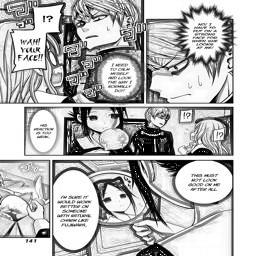 NO! I
HAVE TO
PUT ON A
STRONG
FACE
WHEN SHE
LOOKS
AT ME!
!?
WAH!
YOUR
FACE!!
I NEED
TO CALM
MYSELF
AND LOOK
THE WAY I
NORMALLY
DO!!
!?
!?
HIS
REACTION
IS TOO
WEAK...
THIS MUST
NOT LOOK
GOOD ON ME
AFTER ALL.
I'M SURE IT
WOULD WORK
BETTER ON
SOMEONE
WITH NATURAL
CHARM LIKE
FUJIWARA.
141